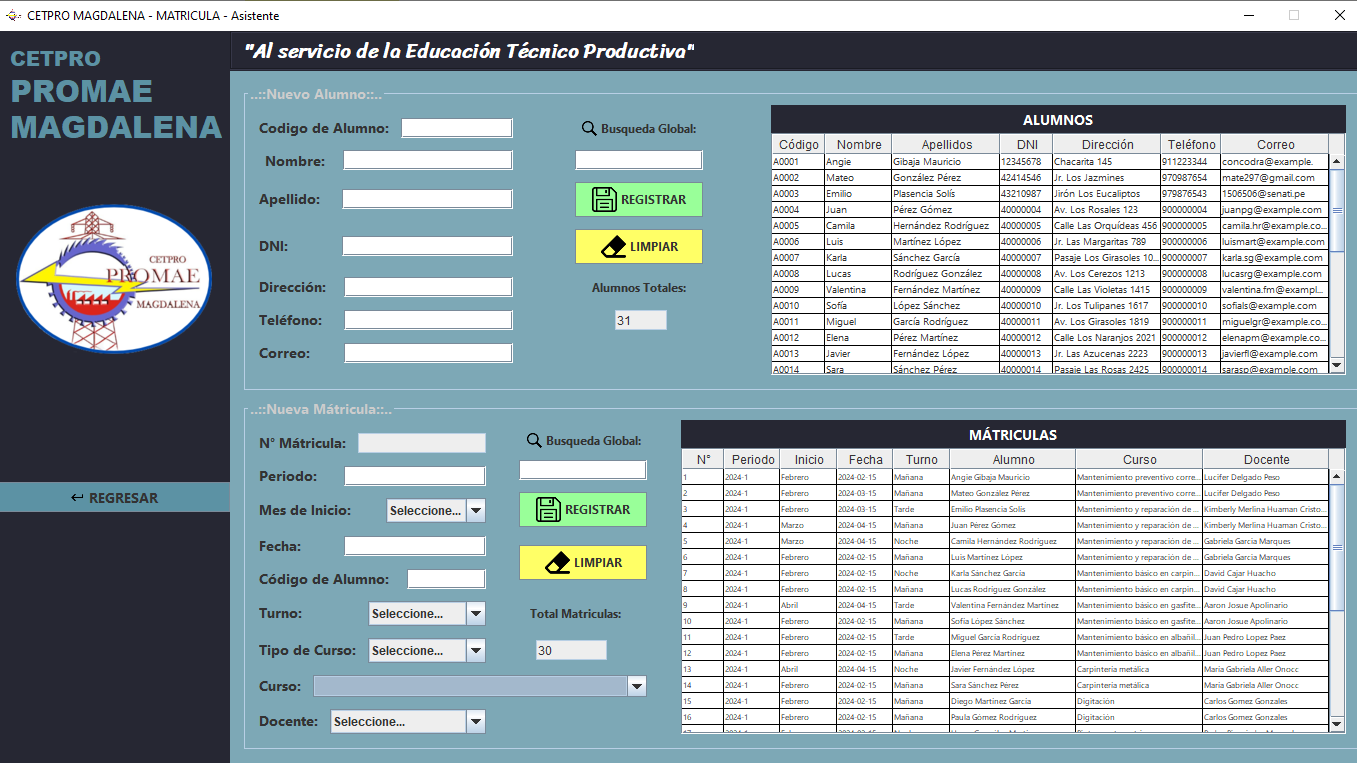 CETPRO MAGDALENA - MATRICULA - Asistente
CETPRO
PROMAE
MAGDALENA
"Al servicio de la Educación Técnico Productiva"
CETPRO
PROMAE
MAGDALENA
REGRESAR
..::Nuevo Alumno::..
Codigo de Alumno:
Nombre:
Apellido:
DNI:
Dirección:
Teléfono:
Correo:
Busqueda Global:
REGISTRAR
LIMPIAR
Alumnos Totales:
31
ALUMNOS
Código Nombre Apellidos DNI Dirección Teléfono Correo
A0001 Angie Gibaja Mauricio 12345678 Chacarita 145 911223344 concodra@example.
A0002 Mateo González Pérez 42414546 Jr. Los Jazmines 970987654 mate297@gmail.com
A0003 Emilio Plasencia Solís 43210987 Jirón Los Eucaliptos 979876543 1506506@senati.pe
A0004 Juan Pérez Gómez 40000004 Av. Los Rosales 123 900000004 juanpg@example.com
A0005 Camila Hernández Rodríguez 40000005 Calle Las Orquídeas 456 900000005 camila.hr@example.co...
A0006 Luis Martínez López 40000006 Jr. Las Margaritas 789 900000006 luismart@example.com
A0007 Karla Sánchez García 40000007 Pasaje Los Girasoles 10... 900000007 karla.sg@example.com
A0008 Lucas Rodríguez González 40000008 Av. Los Cerezos 1213 900000008 lucasrg@example.com
A0009 Valentina Fernández Martínez 40000009 Calle Las Violetas 1415 900000009 valentina.fm@exampl...
A0010 Sofía López Sánchez 40000010 Jr. Los Tulipanes 1617 900000010 sofials@example.com
A0011 Miguel García Rodríguez 40000011 Av. Los Girasoles 1819 900000011 miguelgr@example.co...
A0012 Elena Pérez Martínez 40000012 Calle Los Naranjos 2021 900000012 elenapm@example.co...
A0013 Javier Fernández López 40000013 Jr. Las Azucenas 2223 900000013 javierfl@example.com
A0014 Sara Sánchez Pérez 40000014 Pasaje Las Rosas 2425 900000014 sarasp@example.com
..::Nueva Mátricula::..
N° Mátricula:
Periodo:
Mes de Inicio: Seleccione...
Fecha:
Código de Alumno:
Turno: Seleccione...
Tipo de Curso: Seleccione...
Curso:
Docente: Seleccione...
Busqueda Global:
REGISTRAR
LIMPIAR
Total Matriculas:
30
MÁTRICULAS
N° Periodo Inicio Fecha Turno Alumno Curso Docente
1 2024-1 Febrero 2024-02-15 Mañana Angie Gibaja Mauricio Mantenimiento preventivo corre... Lucifer Delgado Peso
2 2024-1 Febrero 2024-03-15 Mañana Mateo González Pérez Mantenimiento preventivo corre... Lucifer Delgado Peso
3 2024-1 Febrero 2024-03-15 Tarde Emilio Plasencia Solís Mantenimiento y reparación de ... Kimberly Merlina Huaman Cristo...
4 2024-1 Marzo 2024-04-15 Mañana Juan Pérez Gómez Mantenimiento y reparación de ... Kimberly Merlina Huaman Cristo...
5 2024-1 Marzo 2024-04-15 Noche Camila Hernández Rodríguez Mantenimiento y reparación de ... Gabriela Garcia Marques
6 2024-1 Febrero 2024-02-15 Mañana Luis Martínez López Mantenimiento y reparación de ... Gabriela Garcia Marques
7 2024-1 Febrero 2024-02-15 Noche Karla Sánchez García Mantenimiento básico en carpin... David Cajar Huacho
8 2024-1 Febrero 2024-02-15 Mañana Lucas Rodríguez González Mantenimiento básico en carpin... David Cajar Huacho
9 2024-1 Abril 2024-04-15 Tarde Valentina Fernández Martínez Mantenimiento básico en gasfite... Aaron Josue Apolinario
10 2024-1 Febrero 2024-02-15 Mañana Sofía López Sánchez Mantenimiento básico en gasfite... Aaron Josue Apolinario
11 2024-1 Febrero 2024-02-15 Tarde Miguel García Rodríguez Mantenimiento básico en albañil... Juan Pedro Lopez Paez
12 2024-1 Febrero 2024-02-15 Mañana Elena Pérez Martínez Mantenimiento básico en albañil... Juan Pedro Lopez Paez
13 2024-1 Abril 2024-04-15 Noche Javier Fernández López Carpintería metálica María Gabriela Aller Onocc
14 2024-1 Febrero 2024-02-15 Mañana Sara Sánchez Pérez Carpintería metálica María Gabriela Aller Onocc
15 2024-1 Febrero 2024-02-15 Mañana Diego Martínez García Digitación Carlos Gomez Gonzales
16 2024-1 Febrero 2024-02-15 Mañana Paula Gómez Rodríguez Digitación Carlos Gomez Gonzales